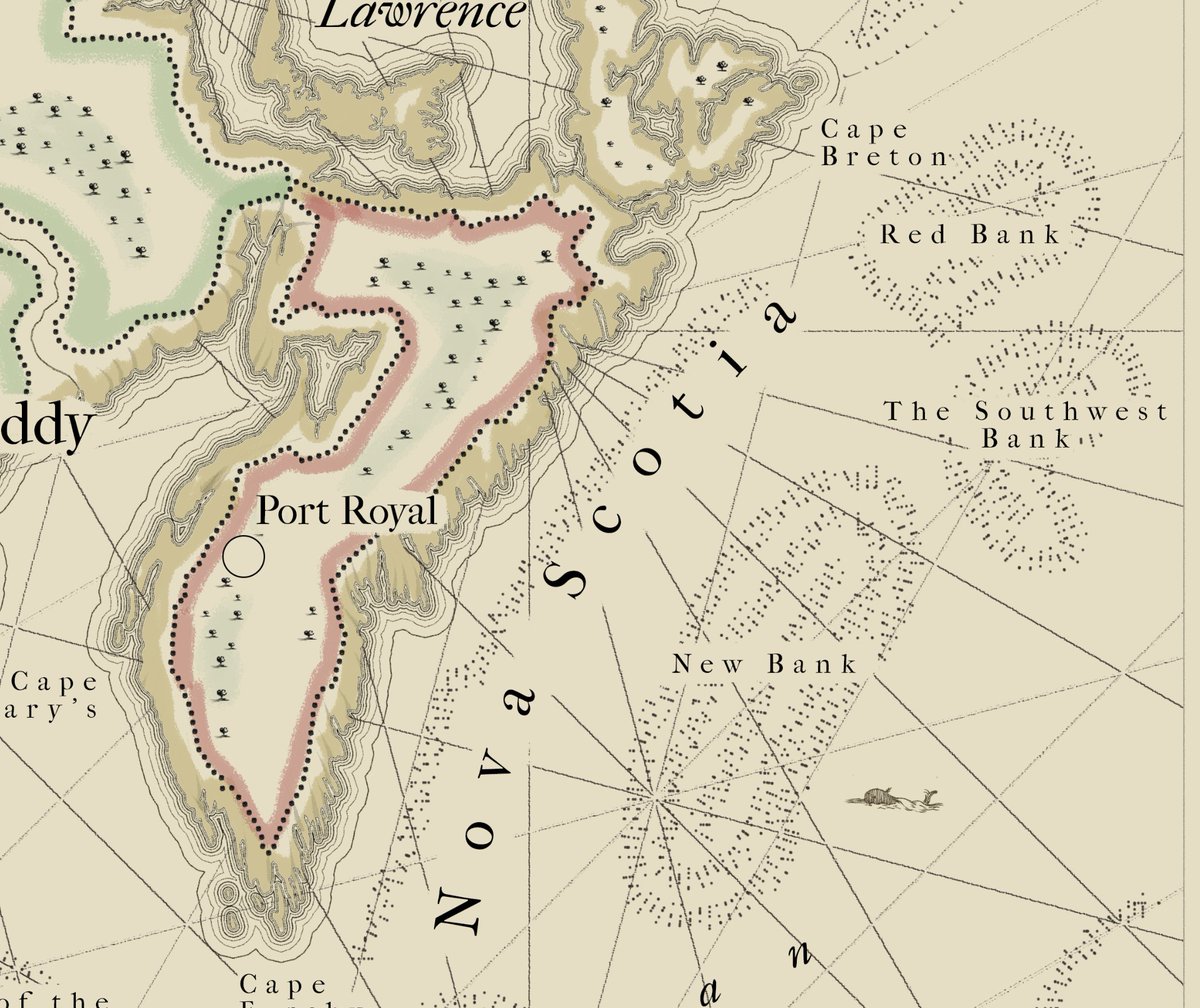 Lawrence
Cape
Breton
Red Bank
The Southwest
Bank
ddy
Port Royal
Nova Scotia
New Bank
Cape
ary's
Cape
of the
an